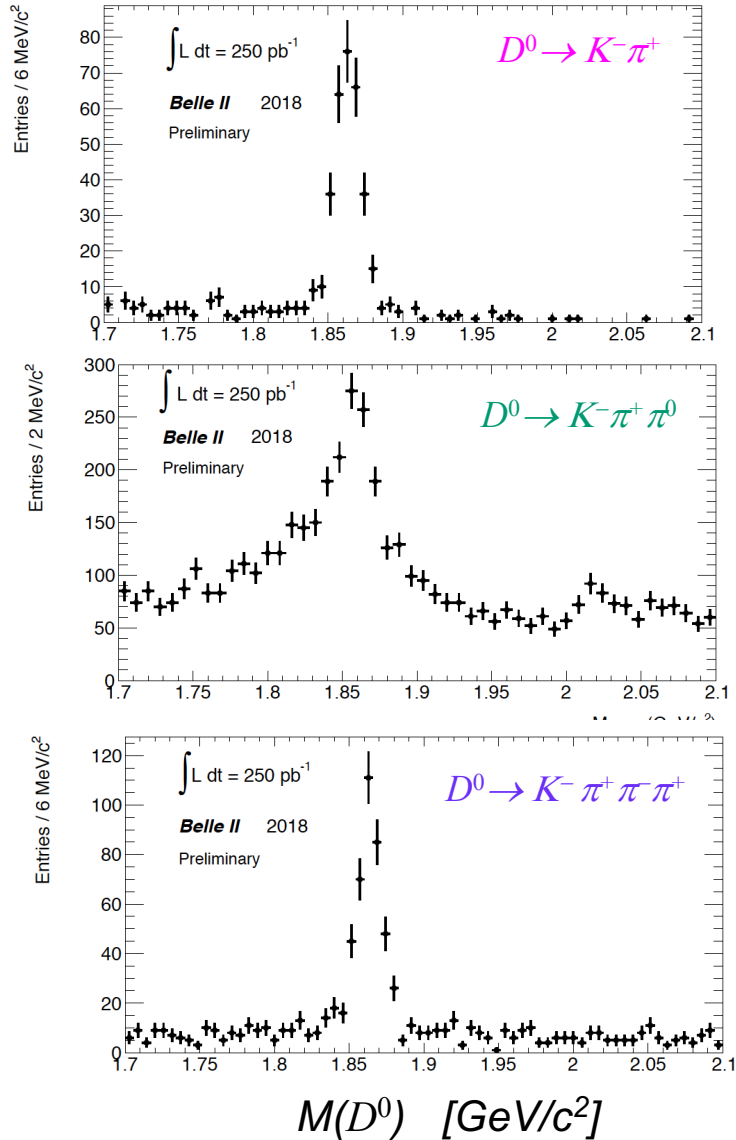 Entries / 6 MeV/c²
∫ L dt = 250 pb⁻¹
Belle II 2018
Preliminary
D⁰ → K⁻ π⁺
80
60
40
20
0
1.7 1.75 1.8 1.85 1.9 1.95 2 2.05 2.1
Entries / 2 MeV/c²
∫ L dt = 250 pb⁻¹
Belle II 2018
Preliminary
D⁰ → K⁻ π⁺ π⁰
300
250
200
150
100
50
0
1.7 1.75 1.8 1.85 1.9 1.95 2 2.05 2.1
Entries / 6 MeV/c²
∫ L dt = 250 pb⁻¹
Belle II 2018
Preliminary
D⁰ → K⁻ π⁺ π⁻ π⁺
120
100
80
60
40
20
0
1.7 1.75 1.8 1.85 1.9 1.95 2 2.05 2.1
M(D⁰) [GeV/c²]